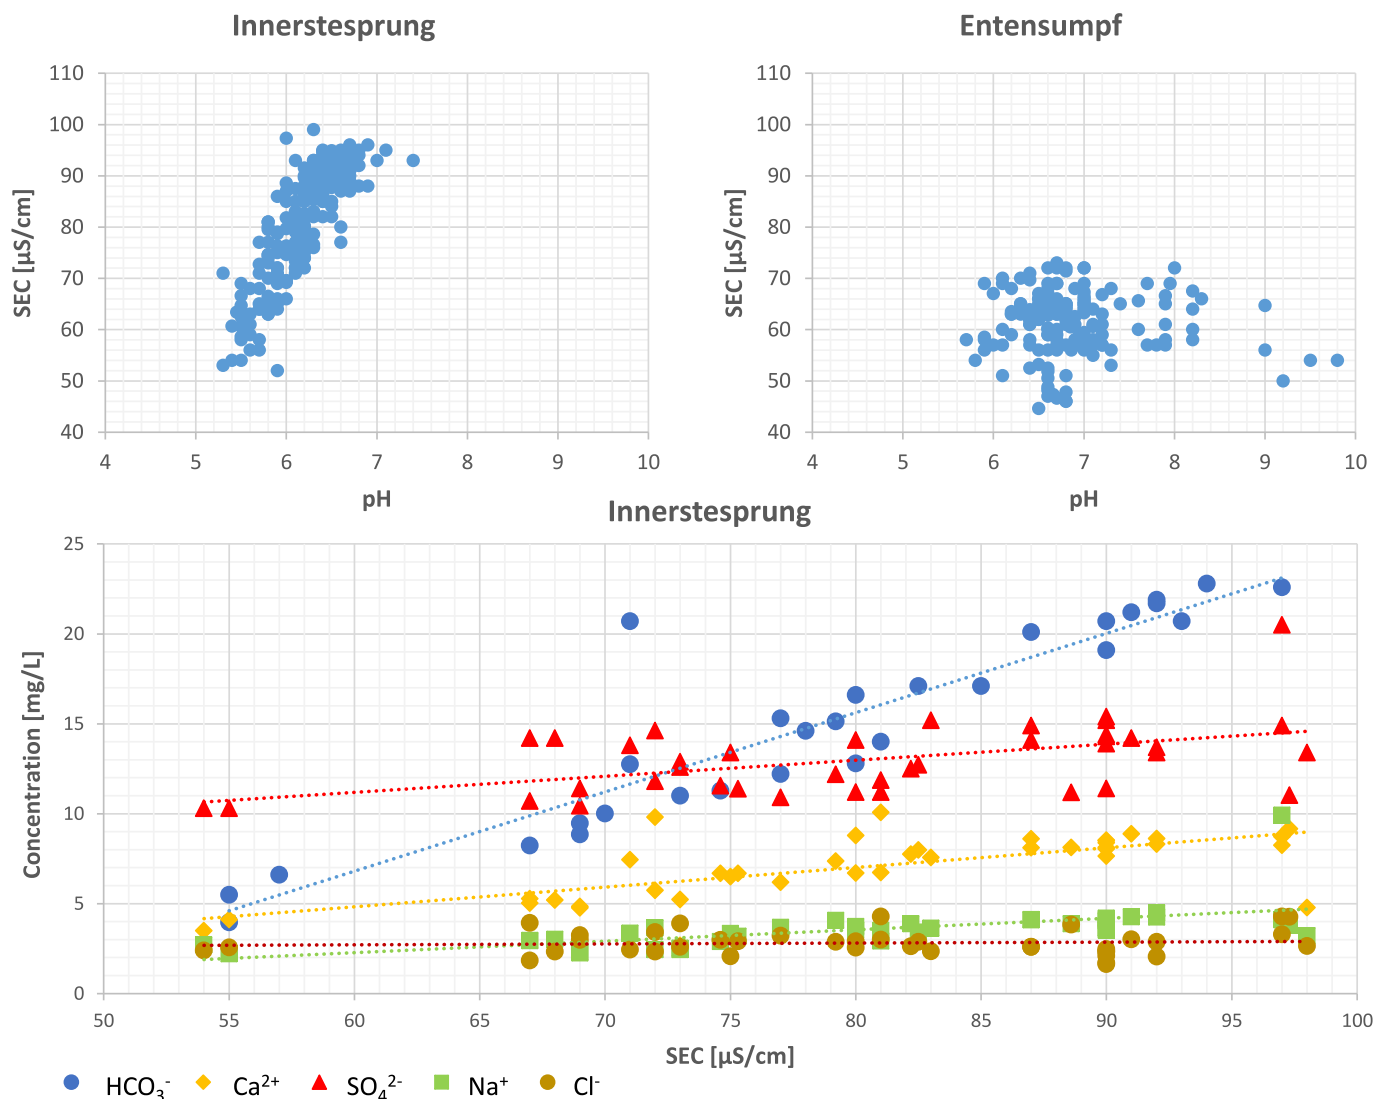 Innerstesprung
110
100
90
80
70
60
50
40
SEC [µS/cm]
4 5 6 7 8 9 10
pH
Entensumpf
110
100
90
80
70
60
50
40
SEC [µS/cm]
4 5 6 7 8 9 10
pH
Innerstesprung
25
20
15
10
5
0
Concentration [mg/L]
50 55 60 65 70 75 80 85 90 95 100
SEC [µS/cm]
HCO₃⁻ Ca²⁺ SO₄²⁻ Na⁺ Cl⁻